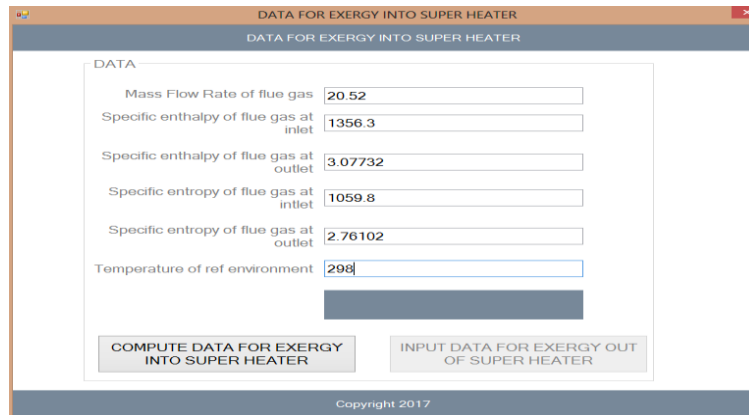 DATA FOR EXERGY INTO SUPER HEATER
DATA FOR EXERGY INTO SUPER HEATER
DATA
Mass Flow Rate of flue gas 20.52
Specific enthalpy of flue gas at
inlet 1356.3
Specific enthalpy of flue gas at
outlet 3.07732
Specific entropy of flue gas at
intlet 1059.8
Specific entropy of flue gas at
outlet 2.76102
Temperature of ref environment 298
COMPUTE DATA FOR EXERGY
INTO SUPER HEATER
INPUT DATA FOR EXERGY OUT
OF SUPER HEATER
Copyright 2017